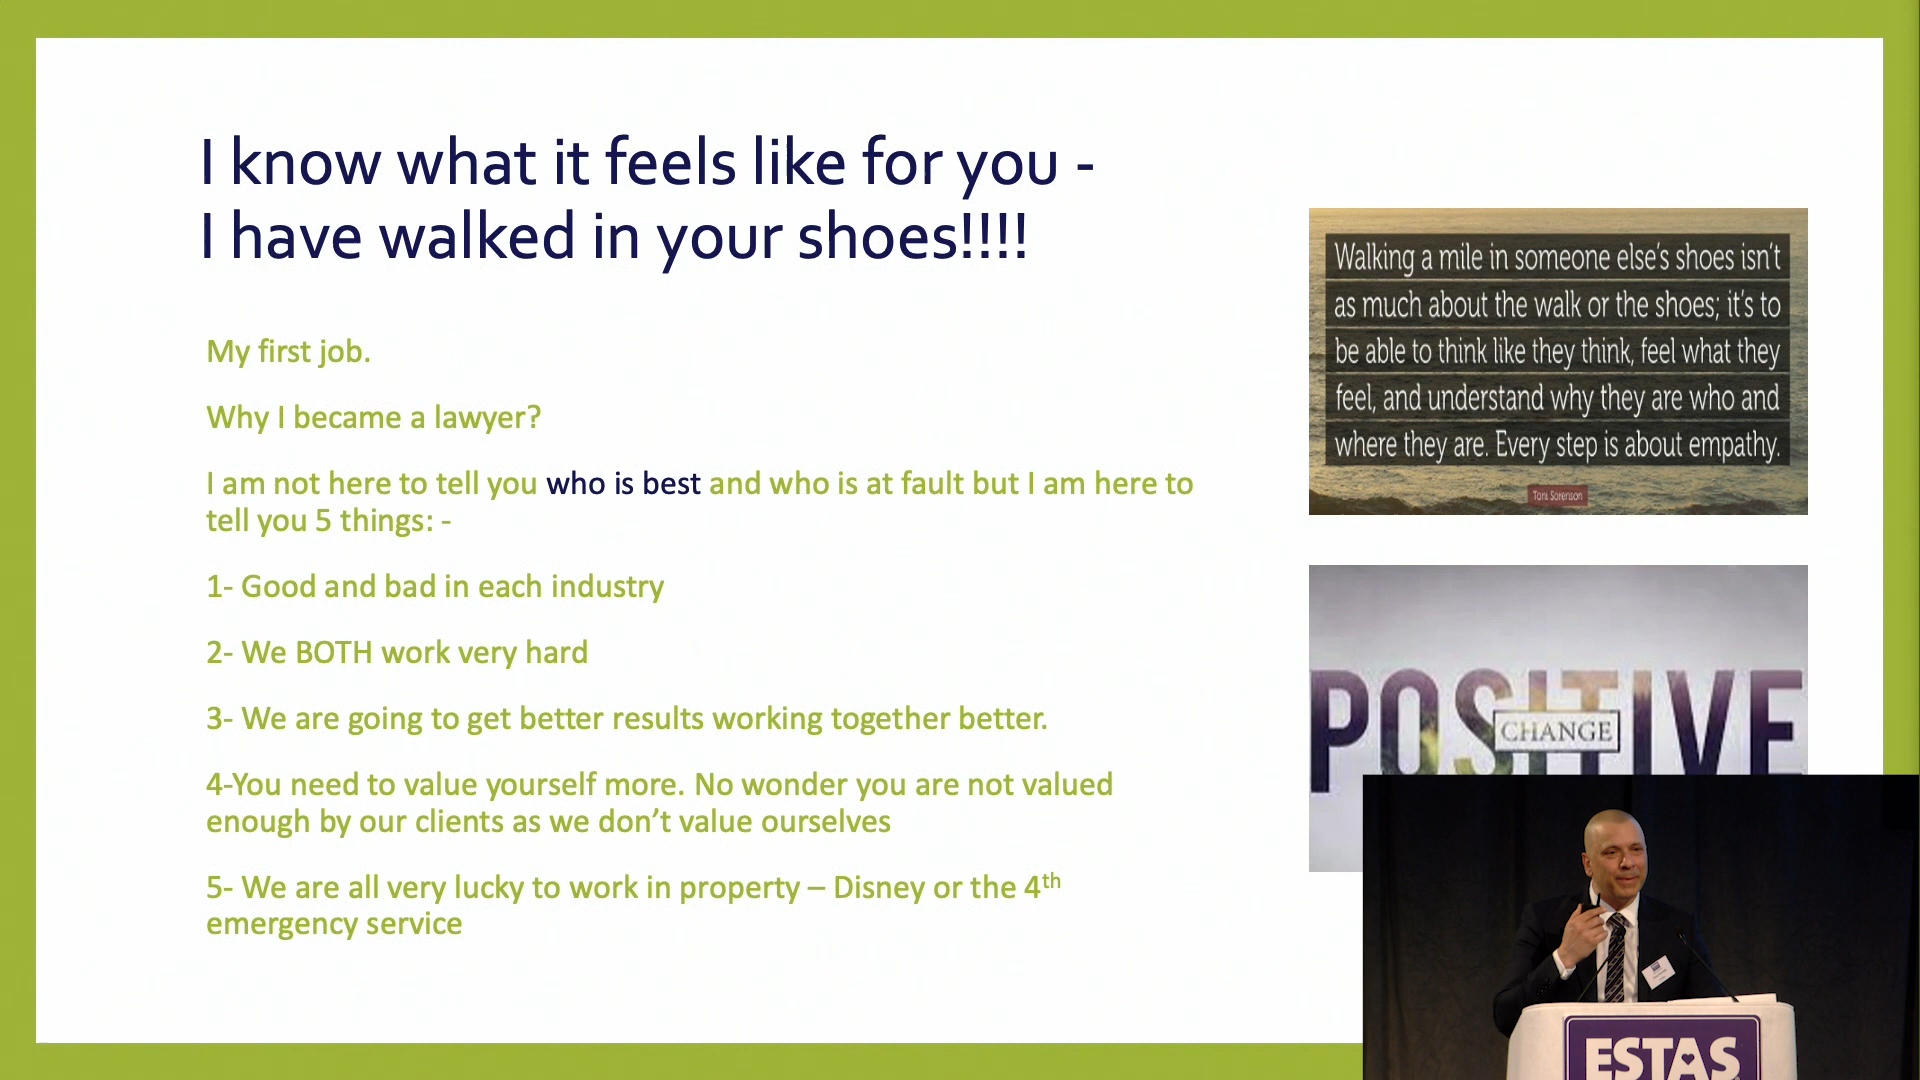 I know what it feels like for you -
I have walked in your shoes!!!!
My first job.
Why I became a lawyer?
I am not here to tell you who is best and who is at fault but I am here to
tell you 5 things: -
1- Good and bad in each industry
2- We BOTH work very hard
3- We are going to get better results working together better.
4-You need to value yourself more. No wonder you are not valued
enough by our clients as we don’t value ourselves
5- We are all very lucky to work in property – Disney or the 4th
emergency service
Walking a mile in someone else's shoes isn't
as much about the walk or the shoes; it's to
be able to think like they think, feel what they
feel, and understand why they are who and
where they are. Every step is about empathy.
Toni Sorenson
POSITIVE
CHANGE
ESTAS